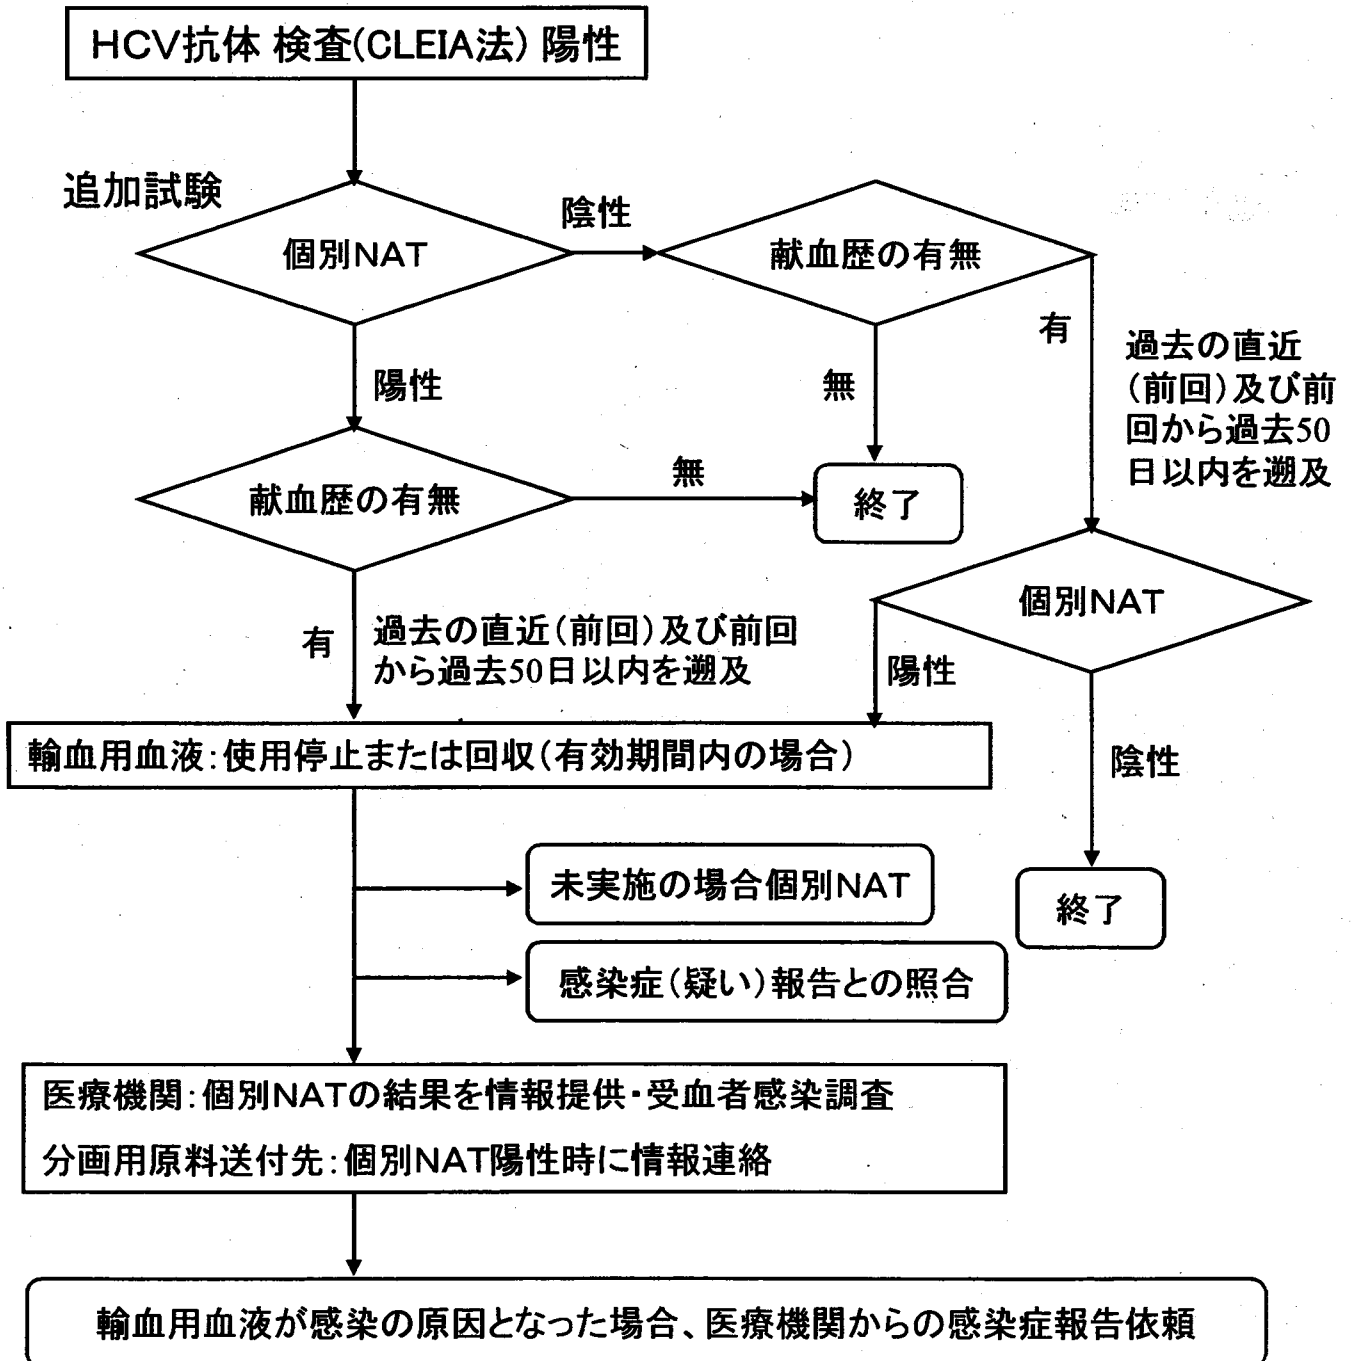 HCV抗体 検査(CLEIA法) 陽性
追加試験
個別NAT
陰性
献血歴の有無
陽性
無
有
過去の直近
(前回)及び前
回から過去50
日以内を遡及
献血歴の有無
無
終了
個別NAT
有
過去の直近(前回)及び前回
から過去50日以内を遡及
陽性
輸血用血液:使用停止または回収(有効期間内の場合)
陰性
未実施の場合個別NAT
終了
感染症(疑い)報告との照合
医療機関:個別NATの結果を情報提供・受血者感染調査
分画用原料送付先:個別NAT陽性時に情報連絡
輸血用血液が感染の原因となった場合、医療機関からの感染症報告依頼